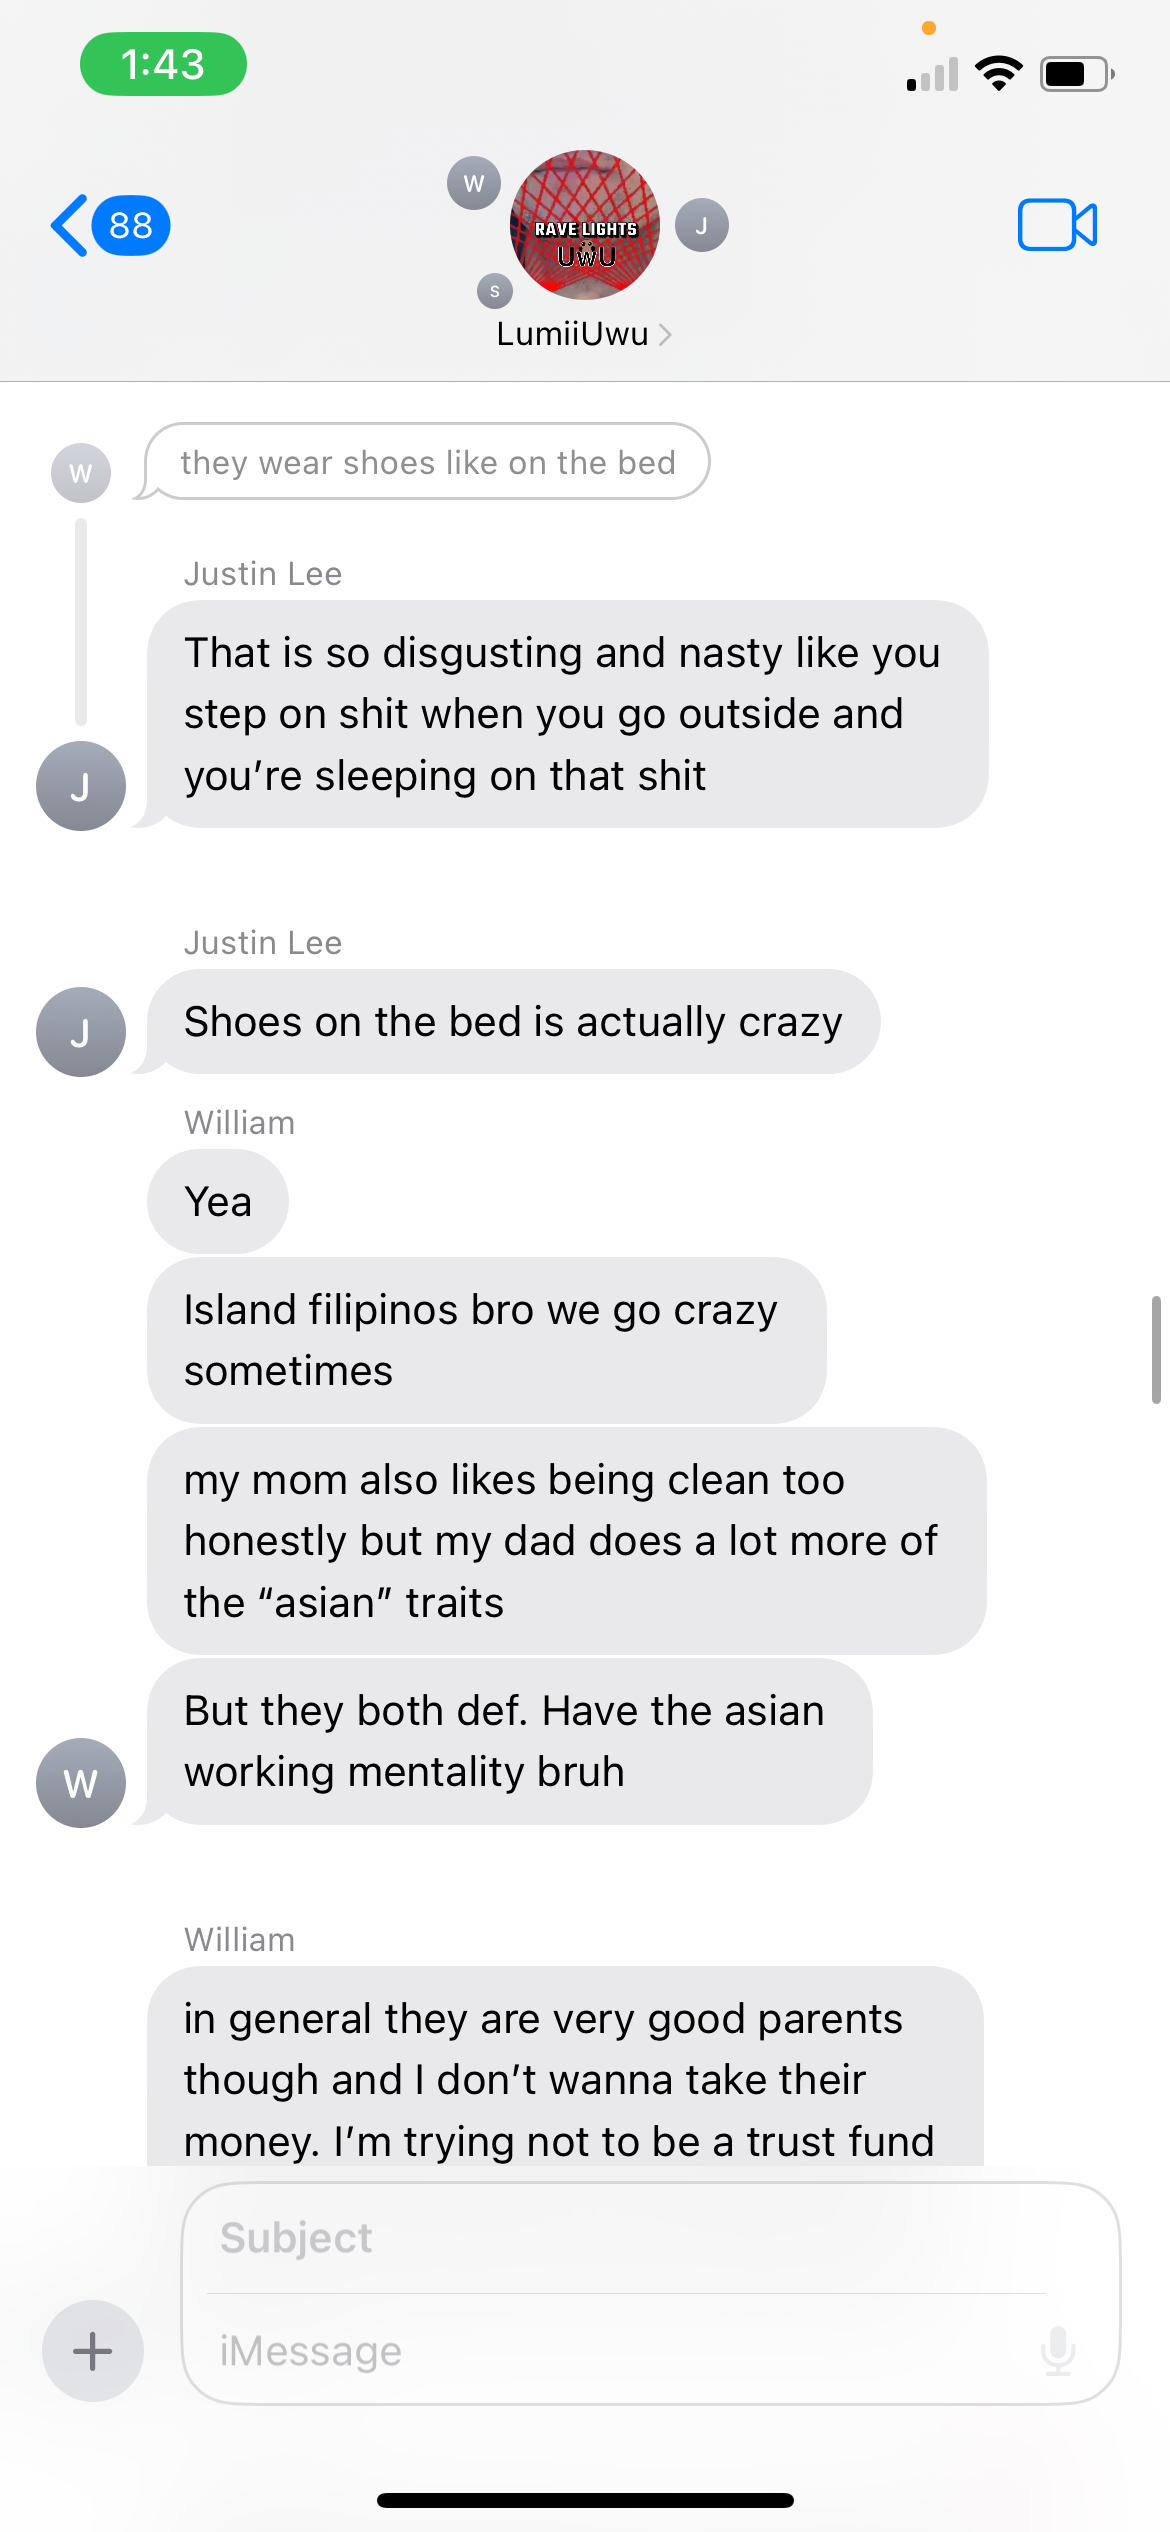 1:43
88
W
J
S
RAVE LIGHTS
UWU
LumiiUwu
W
they wear shoes like on the bed
Justin Lee
That is so disgusting and nasty like you
step on shit when you go outside and
you’re sleeping on that shit
J
Justin Lee
Shoes on the bed is actually crazy
J
William
Yea
Island filipinos bro we go crazy
sometimes
my mom also likes being clean too
honestly but my dad does a lot more of
the “asian” traits
But they both def. Have the asian
working mentality bruh
W
William
in general they are very good parents
though and I don’t wanna take their
money. I’m trying not to be a trust fund
Subject
iMessage